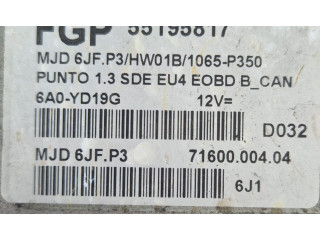 FGP 55195817
MJD 6JF.P3/HW01B/1065-P350
PUNTO 1.3 SDE EU4 EOBD B_CAN
6A0-YD19G 12V=
D032
MJD 6JF.P3 71600.004.04
6J1